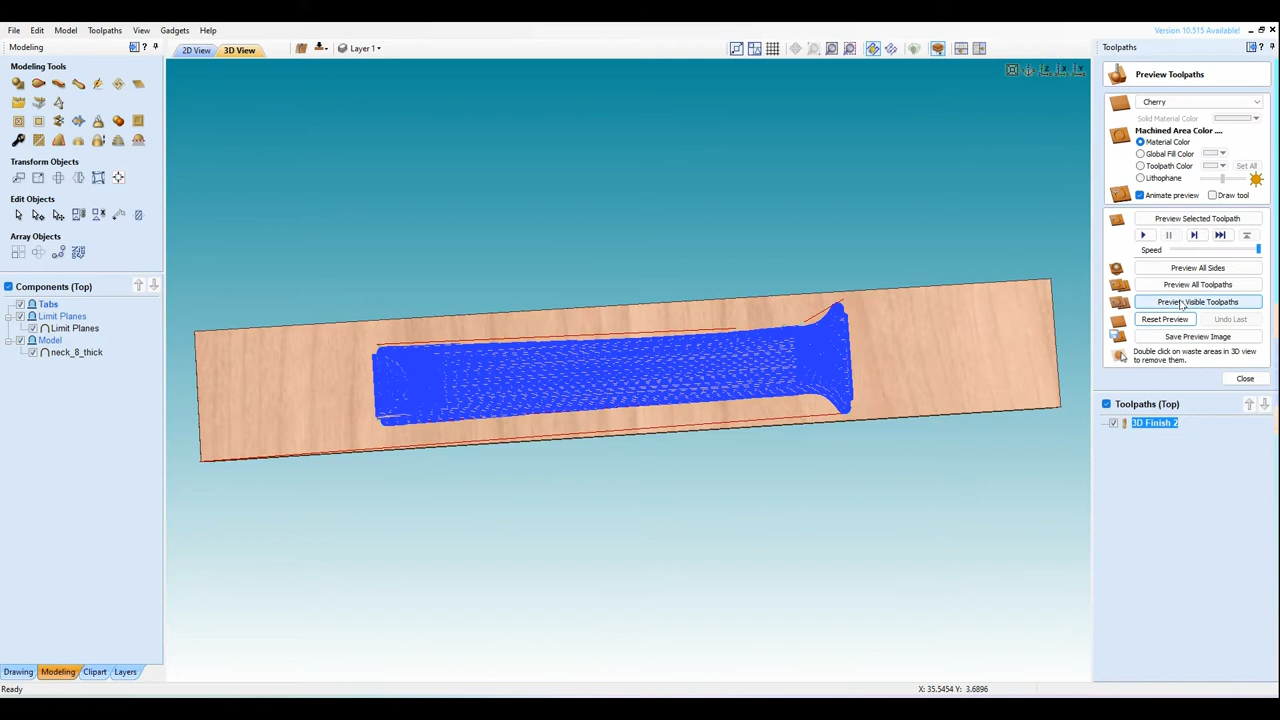 File Edit Model Toolpaths View Gadgets Help Version 10.515 Available!
Modeling ?
2D View 3D View Layer 1
Toolpaths ?
Modeling Tools
Transform Objects
Edit Objects
Array Objects
Components (Top)
Tabs
Limit Planes
Limit Planes
Model
neck_8_thick
Drawing Modeling Clipart Layers
Preview Toolpaths
Cherry
Solid Material Color
Machined Area Color ....
Material Color
Global Fill Color
Toolpath Color Set All
Lithophane
Animate preview Draw tool
Preview Selected Toolpath
Speed
Preview All Sides
Preview All Toolpaths
Preview Visible Toolpaths
Reset Preview Undo Last
Save Preview Image
Double click on waste areas in 3D view
to remove them.
Close
Toolpaths (Top)
3D Finish 2
Ready X: 35.5454 Y: 3.6896